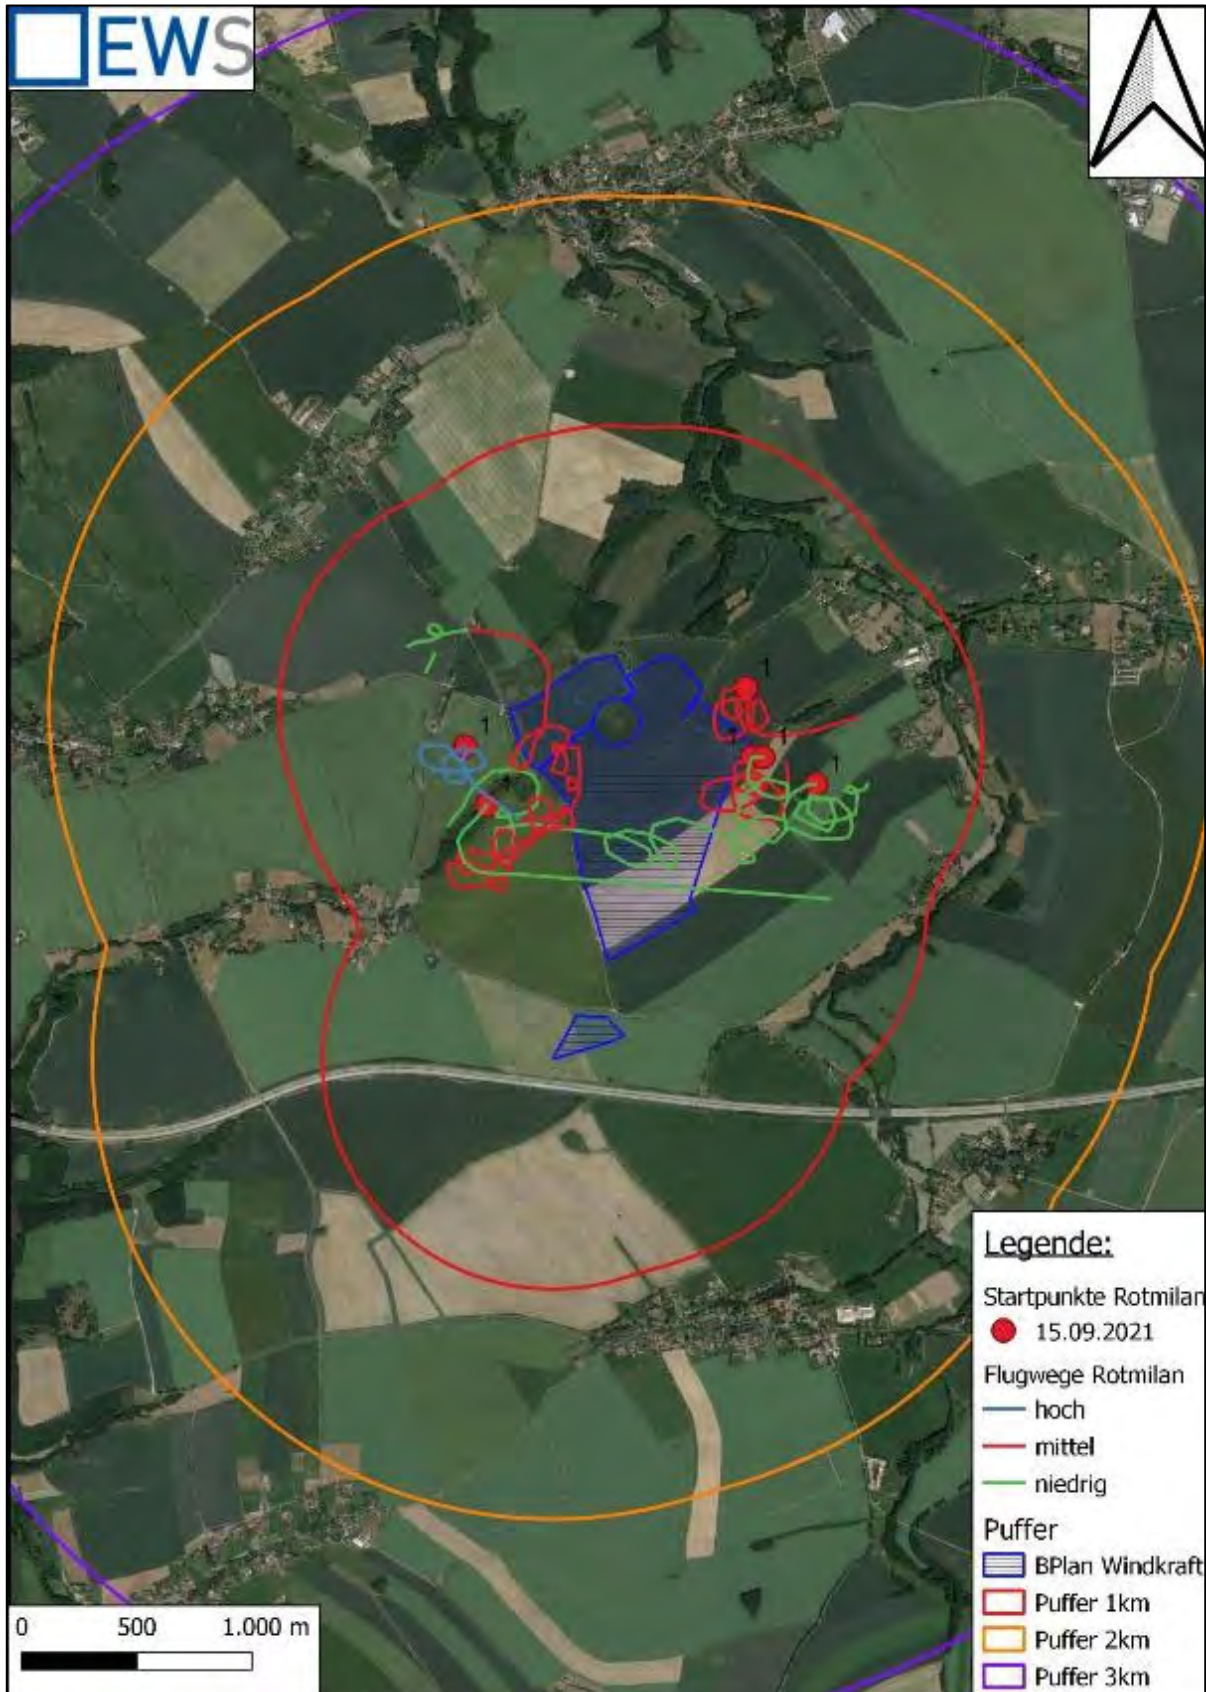 EWS
1
1
1
1
1
Legende:
Startpunkte Rotmilan
15.09.2021
Flugwege Rotmilan
hoch
mittel
niedrig
Puffer
BPlan Windkraft
Puffer 1km
Puffer 2km
Puffer 3km
0 500 1.000 m